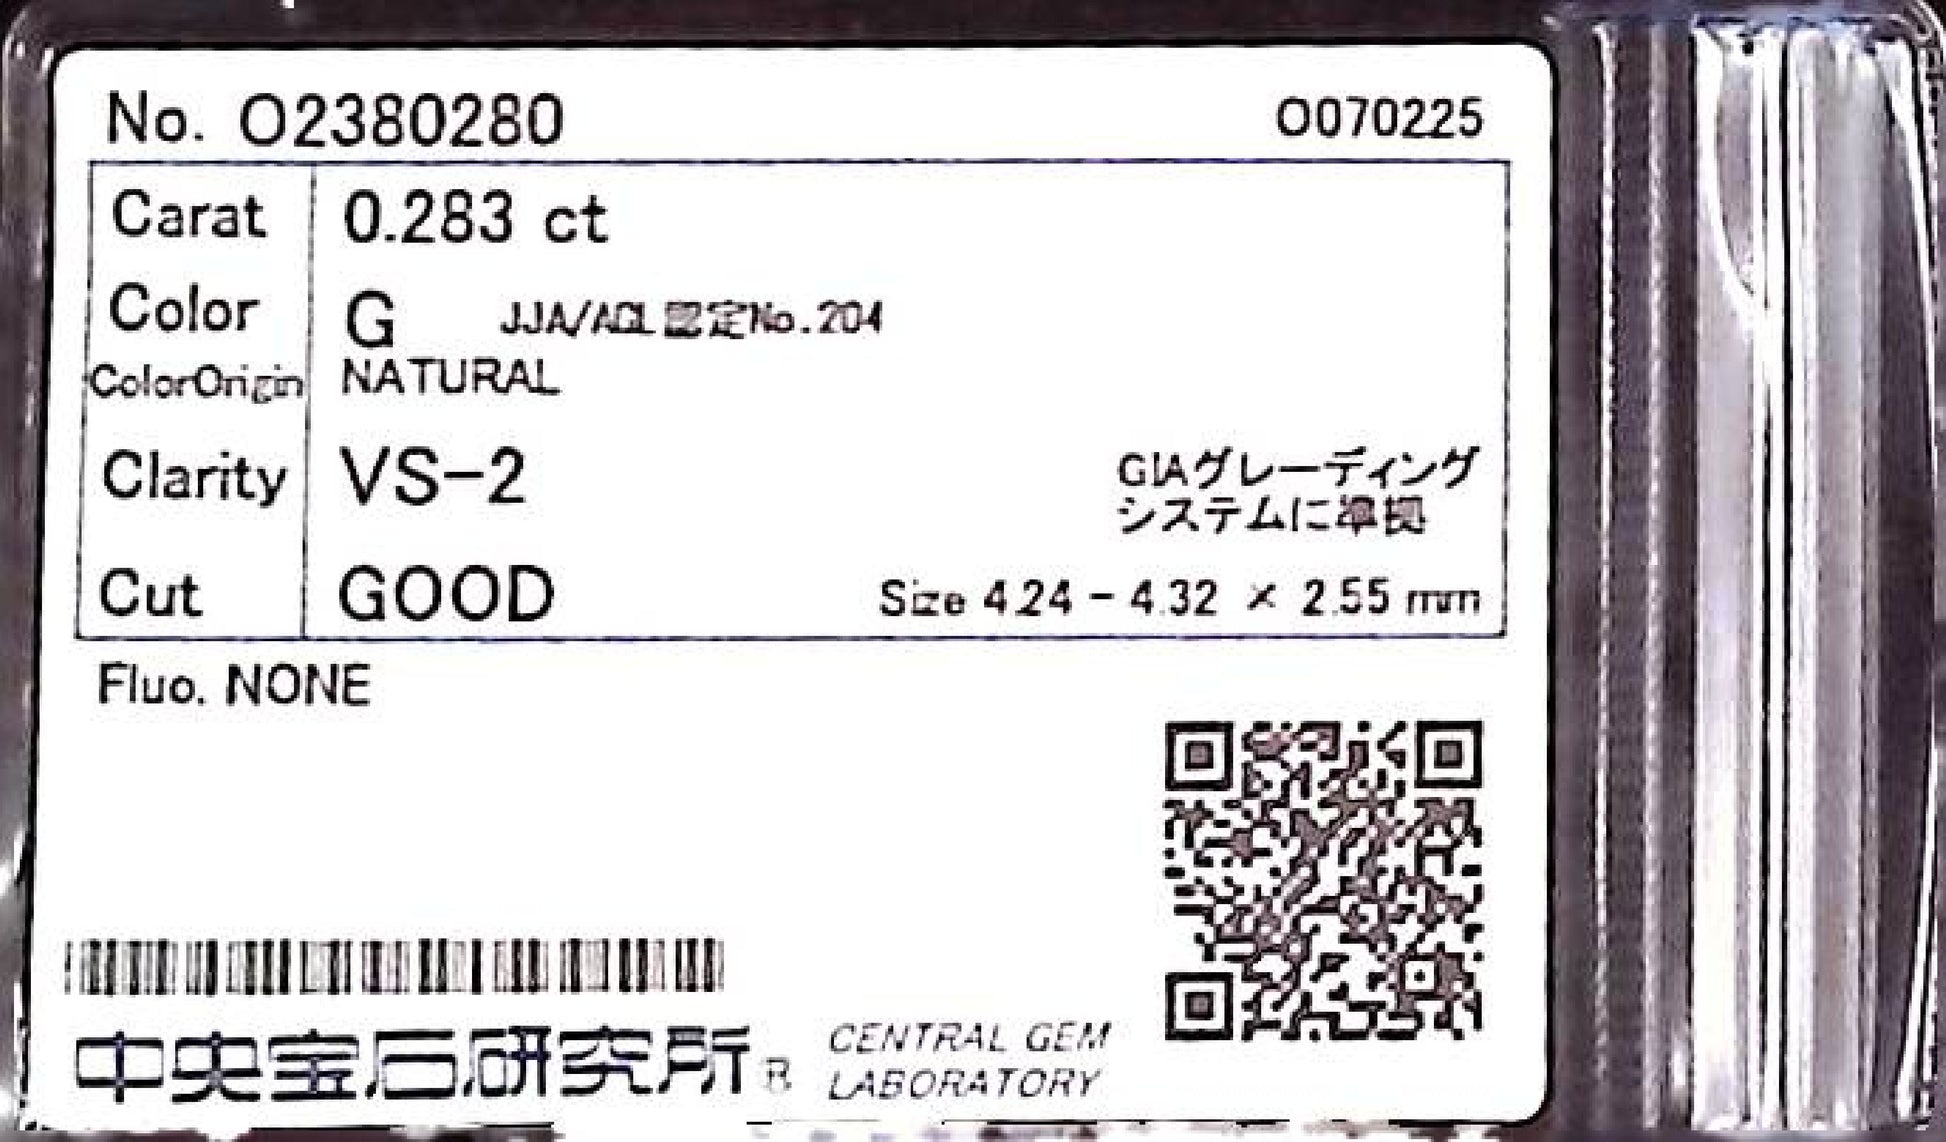 No. O2380280 O070225
Carat 0.283 ct
Color G JJA/AGL認定No.204
ColorOrigin NATURAL
Clarity VS-2 GIAグレーディング
システムに準拠
Cut GOOD Size 4.24 - 4.32 × 2.55 mm
Fluo. NONE
中央宝石研究所® CENTRAL GEM
LABORATORY